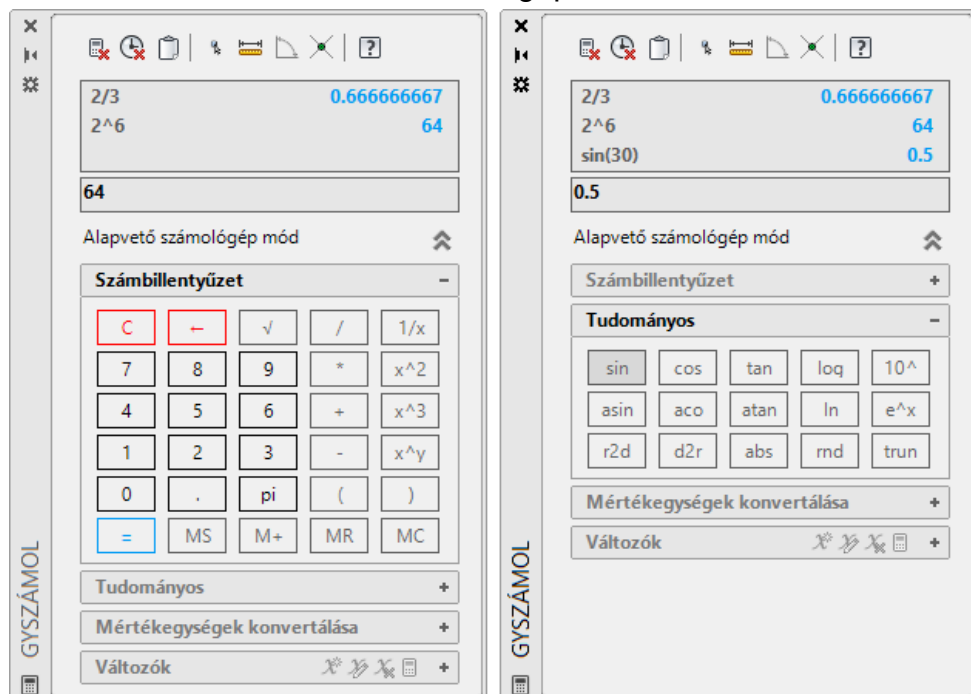 2/3 0.666666667
2^6 64
64
Alapvető számológép mód
Számbillentyűzet -
C ← √ / 1/x
7 8 9 * x^2
4 5 6 + x^3
1 2 3 - x^y
0 . pi ( )
= MS M+ MR MC
Tudományos +
Mértékegységek konvertálása +
Változók +
GYSZÁMOL
2/3 0.666666667
2^6 64
sin(30) 0.5
0.5
Alapvető számológép mód
Számbillentyűzet +
Tudományos -
sin cos tan log 10^
asin aco atan ln e^x
r2d d2r abs rnd trun
Mértékegységek konvertálása +
Változók +
GYSZÁMOL